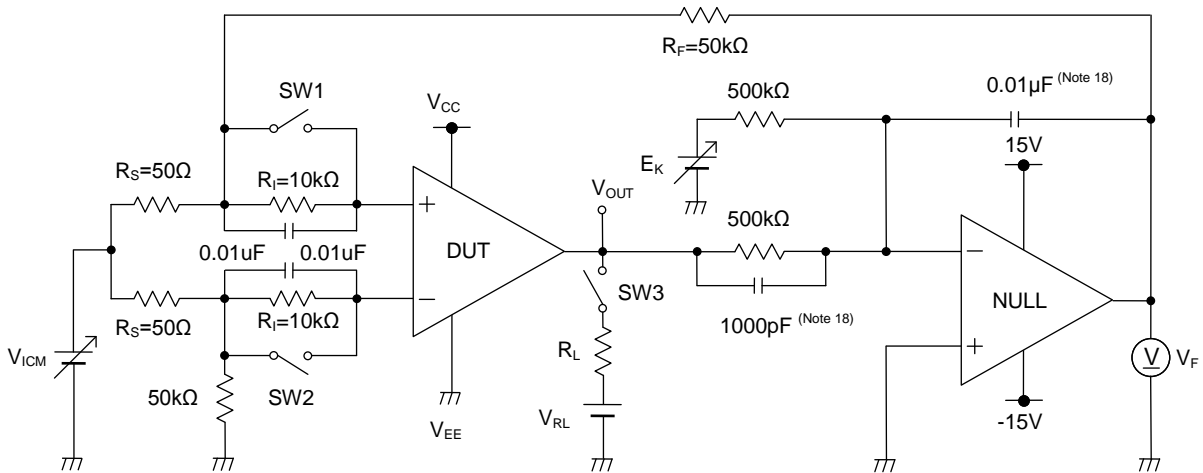 RF=50kΩ
SW1
VCC
500kΩ
0.01µF (Note 18)
15V
RS=50Ω
RI=10kΩ
EK
VOUT
+
500kΩ
−
0.01uF
0.01uF
DUT
NULL
−
SW3
RS=50Ω
RI=10kΩ
1000pF (Note 18)
VICM
RL
+
V
VF
50kΩ
SW2
VEE
VRL
-15V